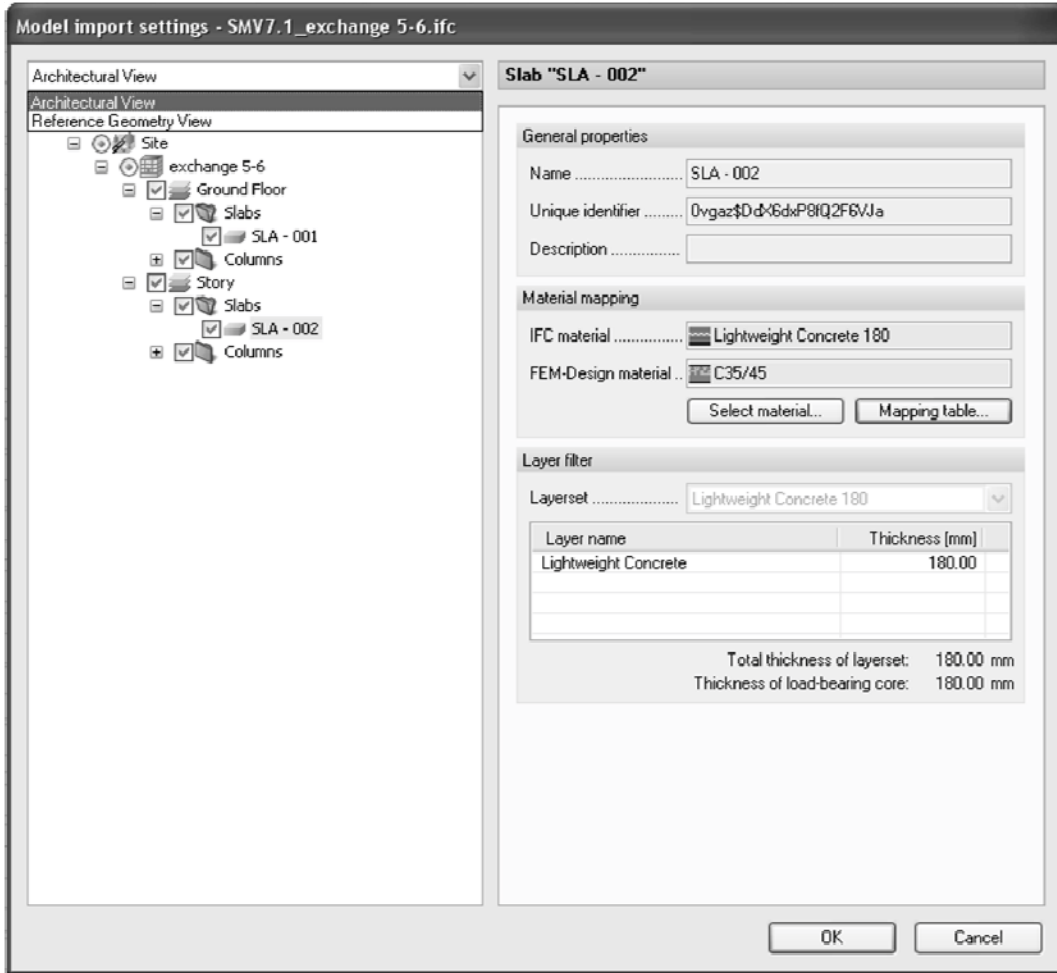 Model import settings - SMV7.1_exchange 5-6.ifc
Architectural View
Architectural View
Reference Geometry View
Site
exchange 5-6
Ground Floor
Slabs
SLA - 001
Columns
Story
Slabs
SLA - 002
Columns
Slab "SLA - 002"
General properties
Name ....................... SLA - 002
Unique identifier ......... 0vgaz$DdX6dxP8fQ2F6VJa
Description ................
Material mapping
IFC material ................ Lightweight Concrete 180
FEM-Design material .. C35/45
Select material... Mapping table...
Layer filter
Layerset .................... Lightweight Concrete 180
Layer name Thickness [mm]
Lightweight Concrete 180.00
Total thickness of layerset: 180.00 mm
Thickness of load-bearing core: 180.00 mm
OK Cancel